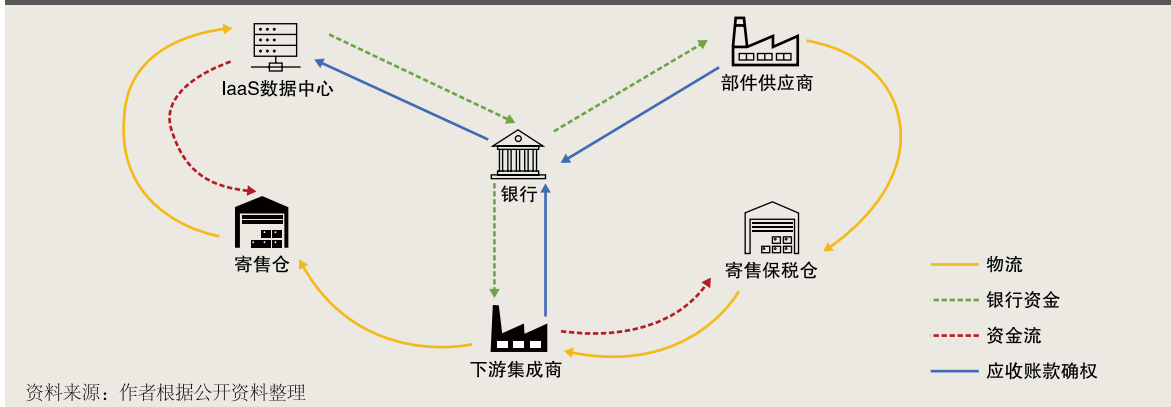 IaaS数据中心
部件供应商
银行
寄售仓
寄售保税仓
下游集成商
物流
银行资金
资金流
应收账款确权
资料来源：作者根据公开资料整理